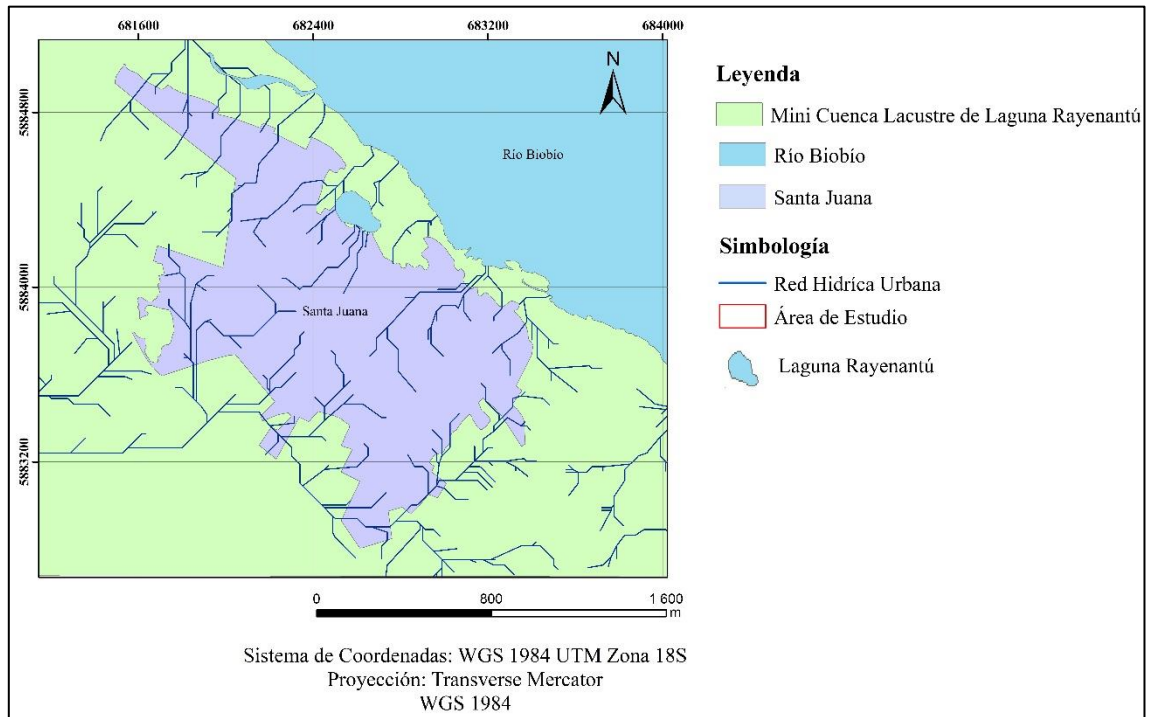 681600
682400
683200
684000
5884800
5884000
5883200
N
Río Biobío
Santa Juana
Leyenda
Mini Cuenca Lacustre de Laguna Rayenantú
Río Biobío
Santa Juana
Simbología
Red Hidríca Urbana
Área de Estudio
Laguna Rayenantú
0
800
1 600
m
Sistema de Coordenadas: WGS 1984 UTM Zona 18S
Proyección: Transverse Mercator
WGS 1984